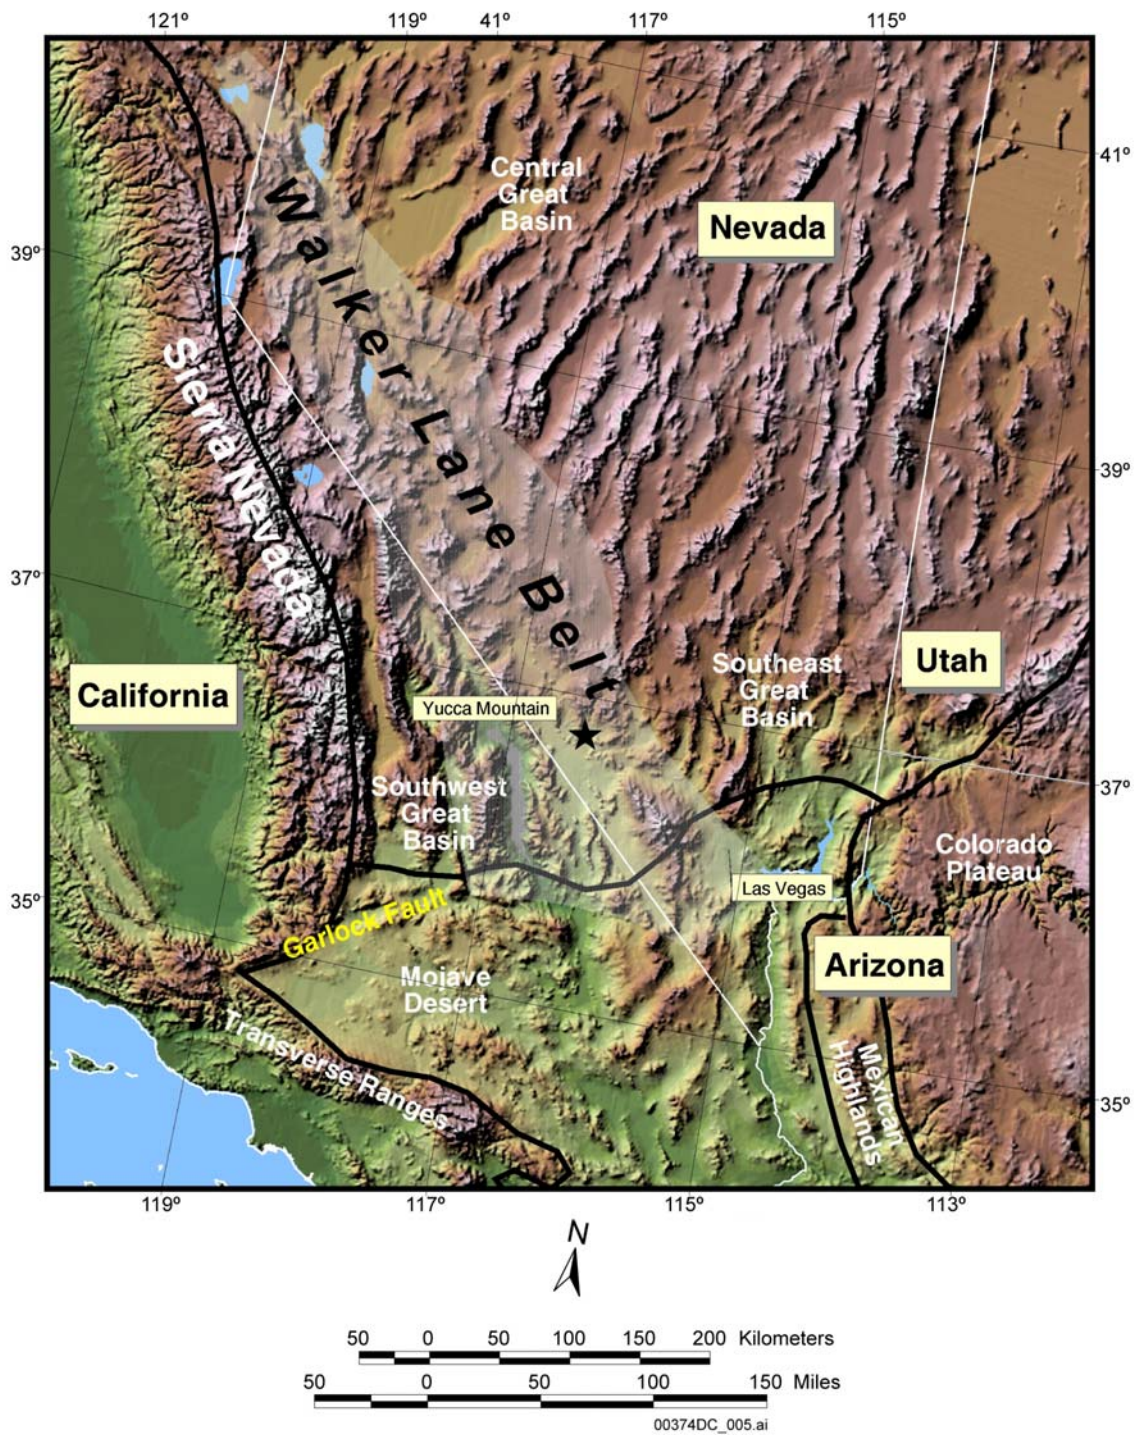 121º 119º 41º 117º 115º
41º
Central
Great
Basin
Nevada
Walker Lane Belt
39º
Sierra Nevada
39º
37º
Southeast
Great
Basin
Utah
California
Yucca Mountain
37º
Southwest
Great
Basin
Colorado
Plateau
Las Vegas
35º
Garlock Fault
Arizona
Mojave
Desert
Transverse Ranges
Mexican
Highlands
35º
119º 117º 115º 113º
N
50 0 50 100 150 200 Kilometers
50 0 50 100 150 Miles
00374DC_005.ai